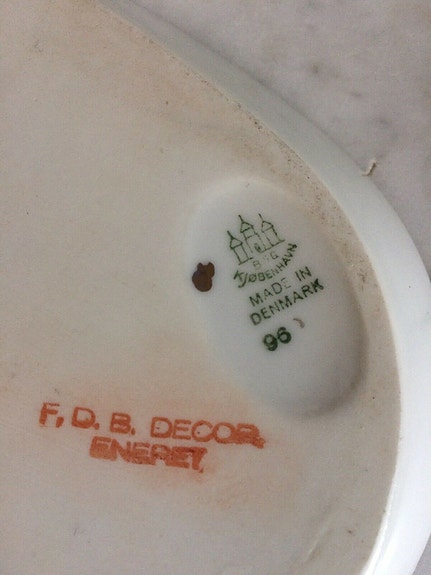 B & G
KJØBENHAVN
MADE IN
DENMARK
96
F. D. B. DECOR.
ENERET.